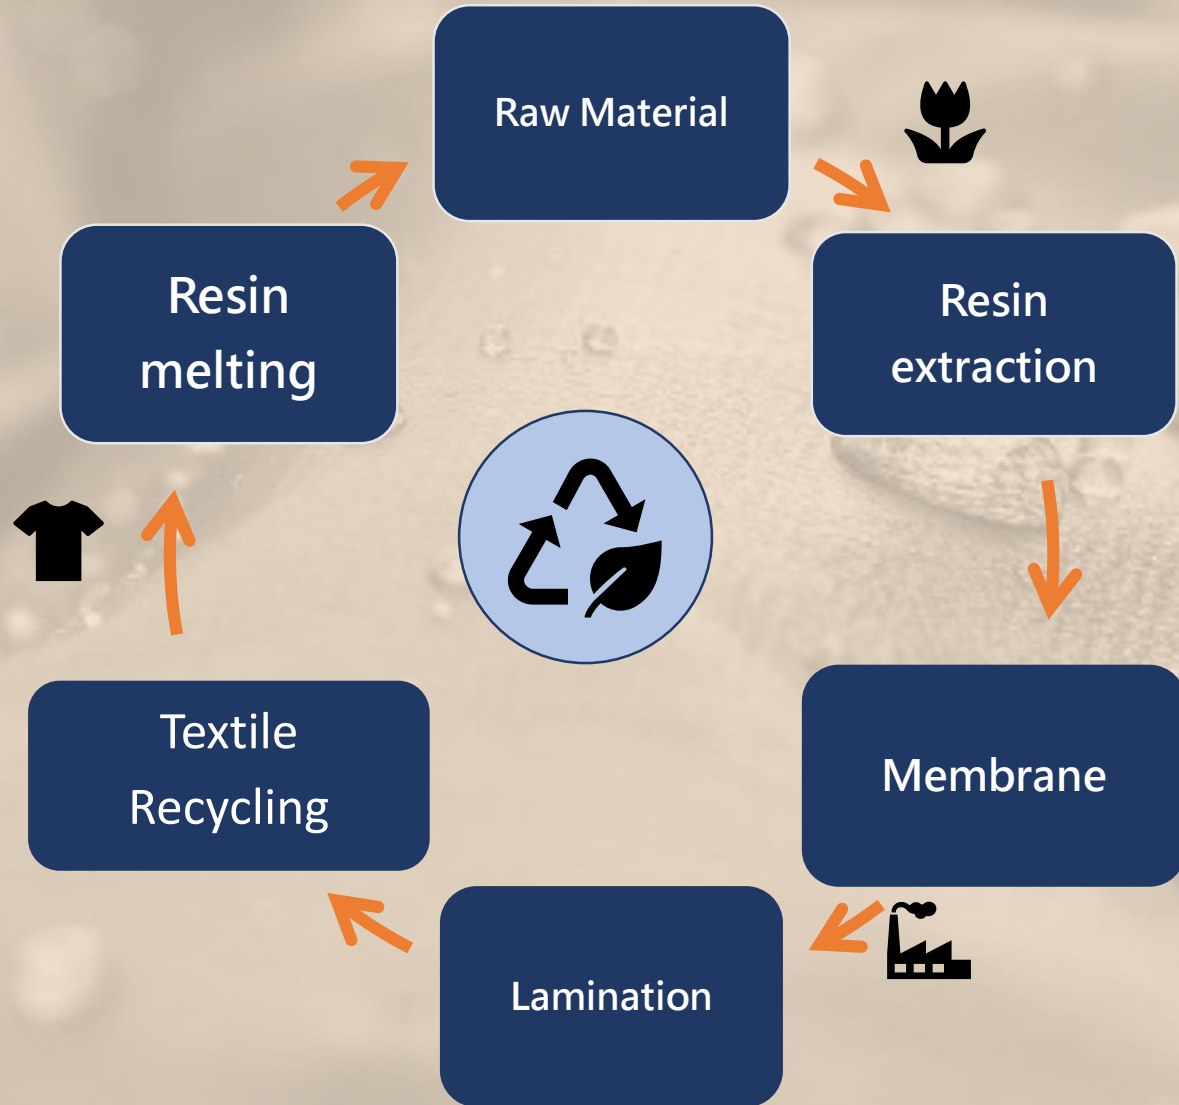 Raw Material
Resin
extraction
Membrane
Lamination
Textile
Recycling
Resin
melting